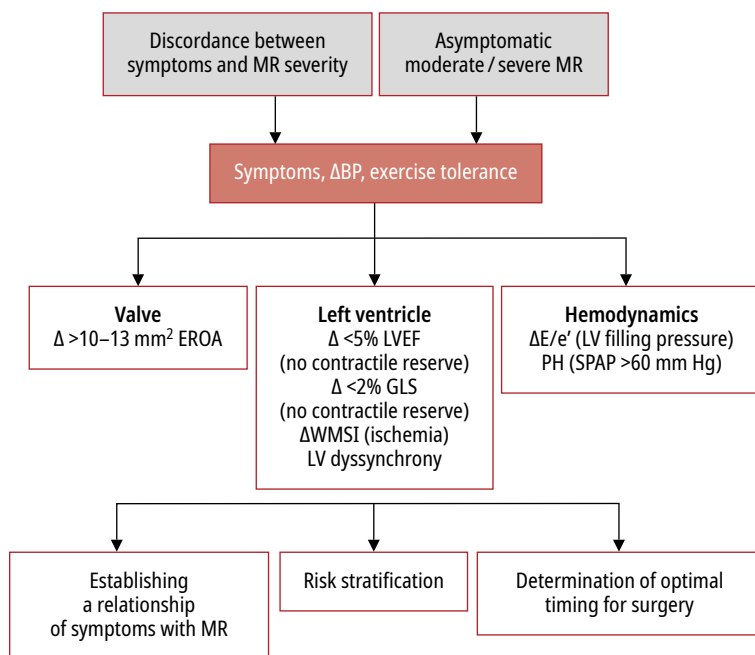 Discordance between
symptoms and MR severity
Asymptomatic
moderate / severe MR
Symptoms, ΔBP, exercise tolerance
Valve
Δ >10–13 mm² EROA
Left ventricle
Δ <5% LVEF
(no contractile reserve)
Δ <2% GLS
(no contractile reserve)
ΔWMSI (ischemia)
LV dyssynchrony
Hemodynamics
ΔE/e’ (LV filling pressure)
PH (SPAP >60 mm Hg)
Establishing
a relationship
of symptoms with MR
Risk stratification
Determination of optimal
timing for surgery